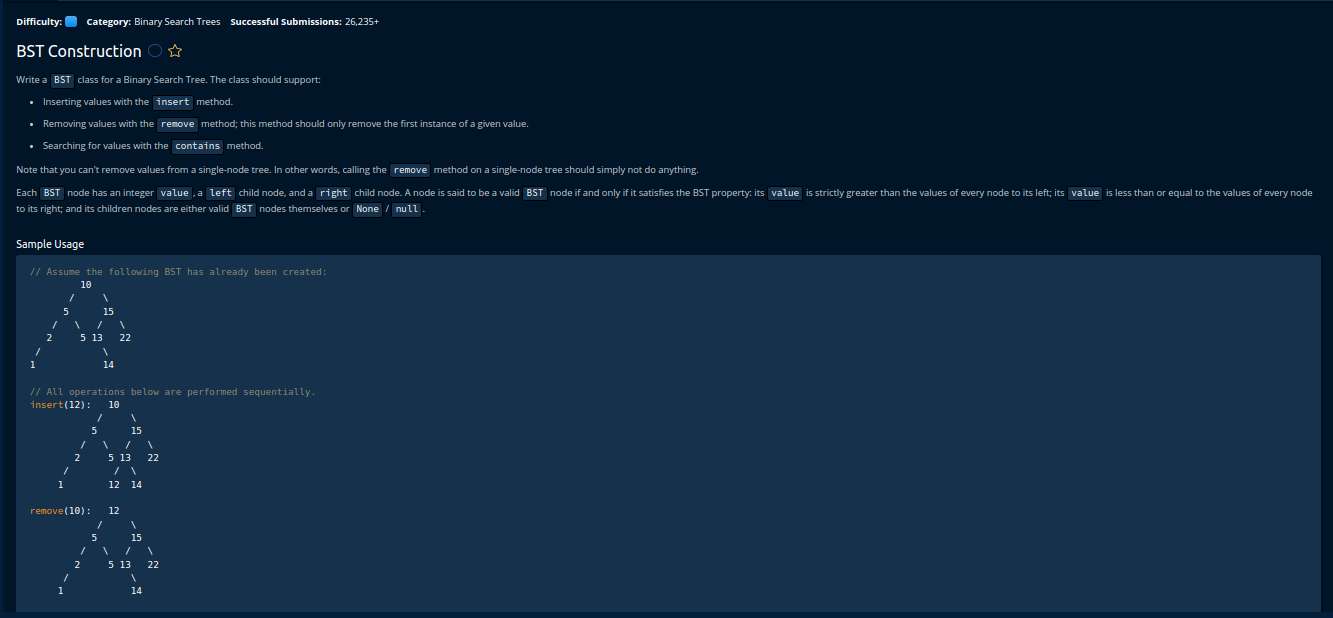 Difficulty: Category: Binary Search Trees Successful Submissions: 26,235+
BST Construction
Write a BST class for a Binary Search Tree. The class should support:
• Inserting values with the insert method.
• Removing values with the remove method; this method should only remove the first instance of a given value.
• Searching for values with the contains method.
Note that you can't remove values from a single-node tree. In other words, calling the remove method on a single-node tree should simply not do anything.
Each BST node has an integer value, a left child node, and a right child node. A node is said to be a valid BST node if and only if it satisfies the BST property: its value is strictly greater than the values of every node to its left; its value is less than or equal to the values of every node
to its right; and its children nodes are either valid BST nodes themselves or None / null.
Sample Usage
// Assume the following BST has already been created:
         10
       /     \
      5      15
    /   \   /   \
   2     5 13   22
 /           \
1            14
// All operations below are performed sequentially.
insert(12):   10
            /     \
           5      15
         /   \   /   \
        2     5 13   22
      /        /  \
     1        12  14
remove(10):   12
            /     \
           5      15
         /   \   /   \
        2     5 13   22
      /           \
     1            14